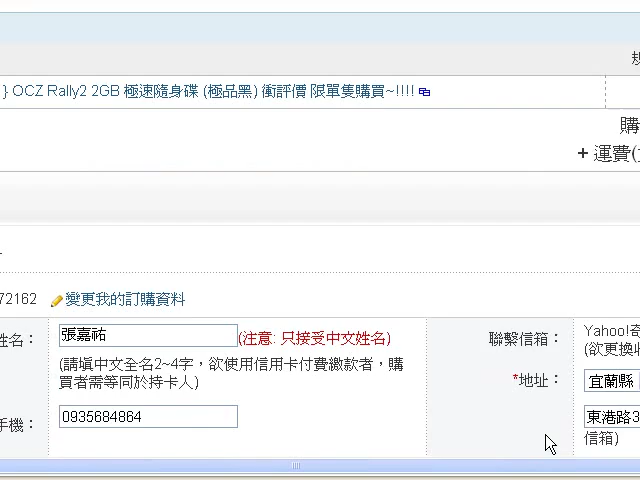 規
} OCZ Rally2 2GB 極速隨身碟 (極品黑) 衝評價 限單隻購買~!!!!
購
+ 運費(
72162 變更我的訂購資料
姓名： 張嘉祐 (注意: 只接受中文姓名)
(請填中文全名2~4字，欲使用信用卡付費繳款者，購
買者需等同於持卡人)
手機： 0935684864
聯繫信箱： Yahoo!奇
(欲更換收
*地址： 宜蘭縣
東港路3
信箱)